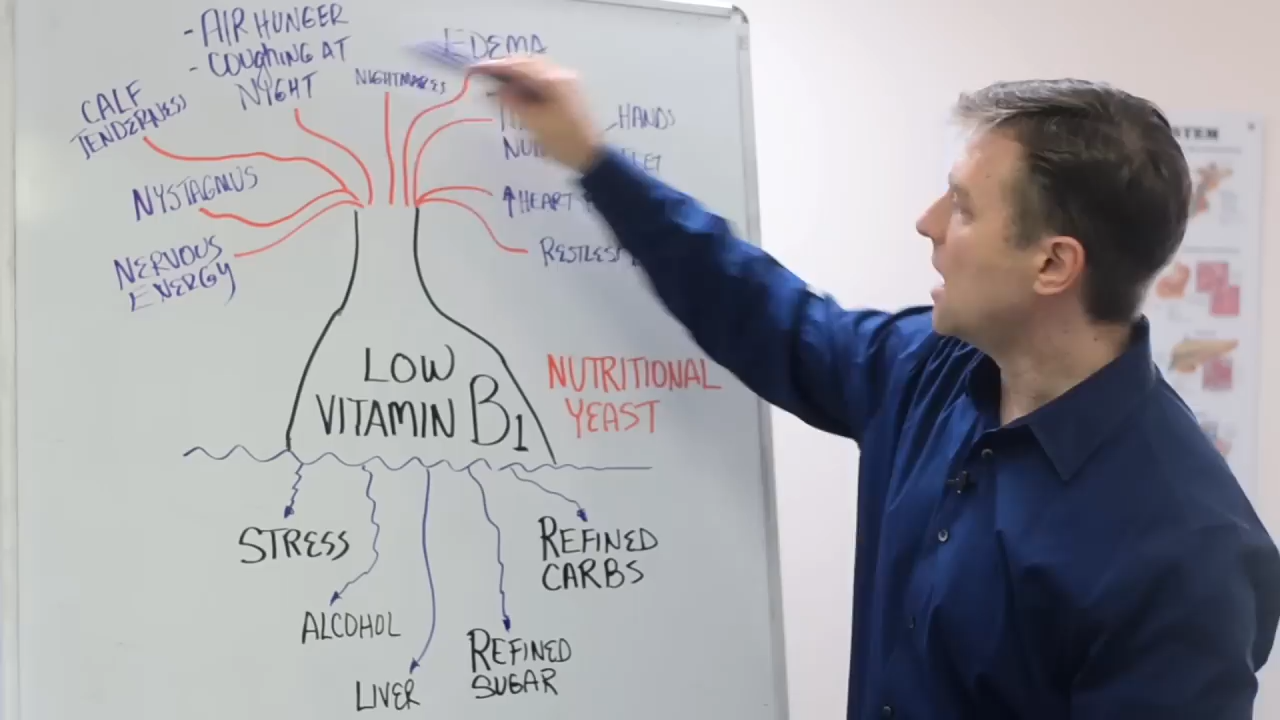 - AIR HUNGER
- COUGHING AT
NIGHT
NIGHTMARES
EDEMA
CALF
TENDERNESS
HANDS
NYSTAGMUS
↑HEART
NERVOUS
ENERGY
LOW
VITAMIN B1
NUTRITIONAL
YEAST
STRESS
REFINED
CARBS
ALCOHOL
REFINED
SUGAR
LIVER